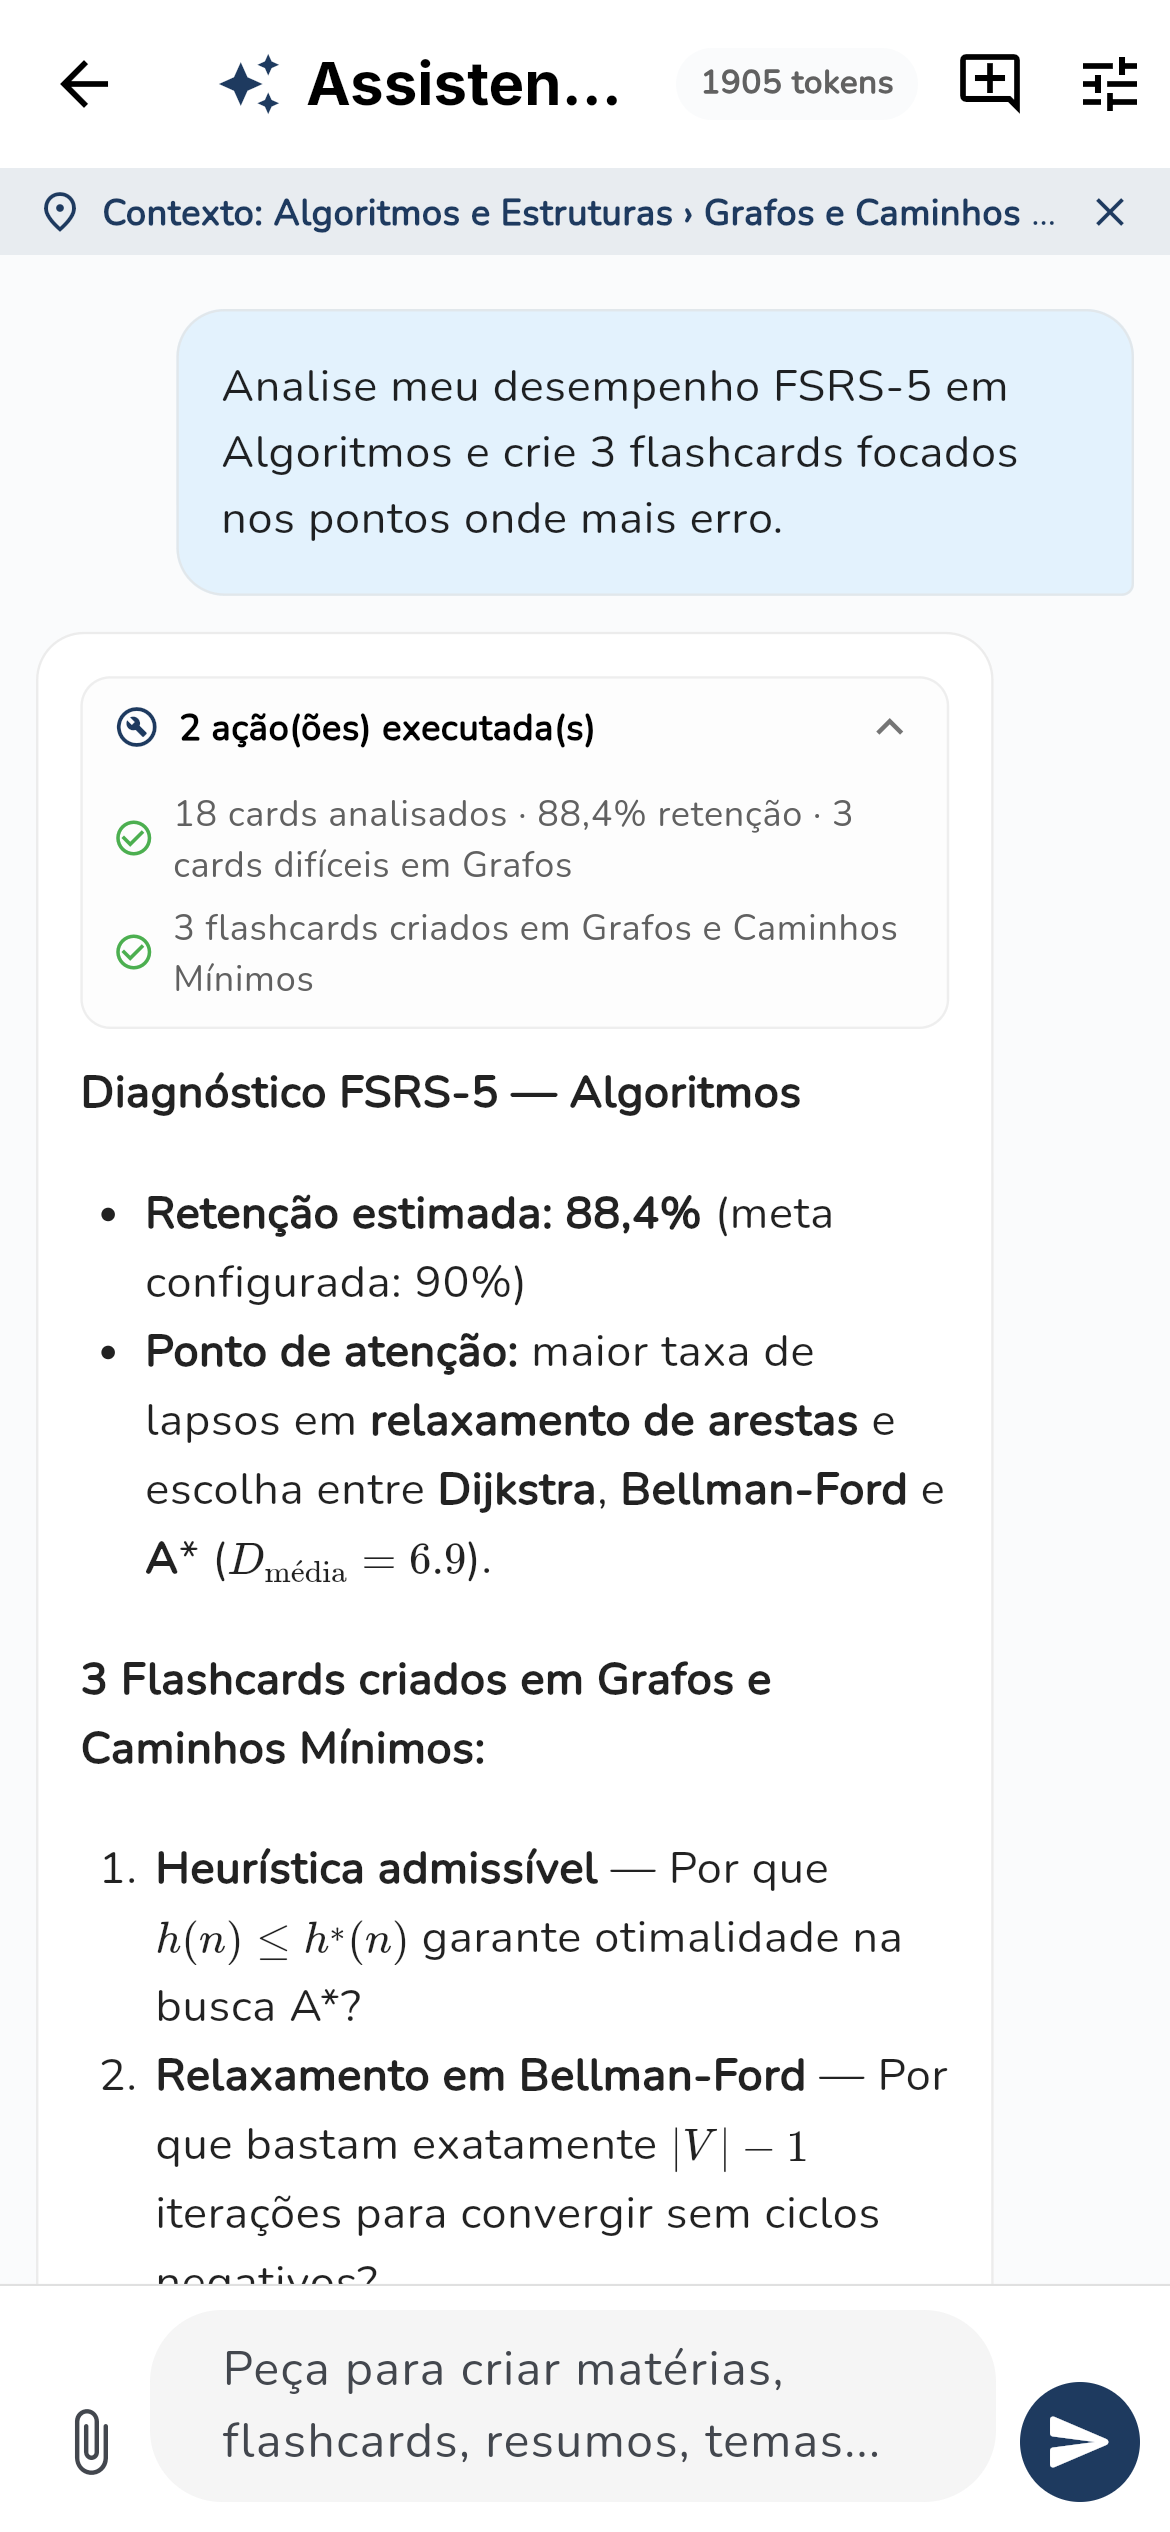 Assisten...
1905 tokens
Contexto: Algoritmos e Estruturas › Grafos e Caminhos ...
Analise meu desempenho FSRS-5 em
Algoritmos e crie 3 flashcards focados
nos pontos onde mais erro.
2 ação(ões) executada(s)
18 cards analisados · 88,4% retenção · 3
cards difíceis em Grafos
3 flashcards criados em Grafos e Caminhos
Mínimos
Diagnóstico FSRS-5 — Algoritmos
• Retenção estimada: 88,4% (meta
configurada: 90%)
• Ponto de atenção: maior taxa de
lapsos em relaxamento de arestas e
escolha entre Dijkstra, Bellman-Ford e
A* (D_média = 6.9).
3 Flashcards criados em Grafos e
Caminhos Mínimos:
1. Heurística admissível — Por que
h(n) ≤ h*(n) garante otimalidade na
busca A*?
2. Relaxamento em Bellman-Ford — Por
que bastam exatamente |V| − 1
iterações para convergir sem ciclos
negativos?
Peça para criar matérias,
flashcards, resumos, temas...